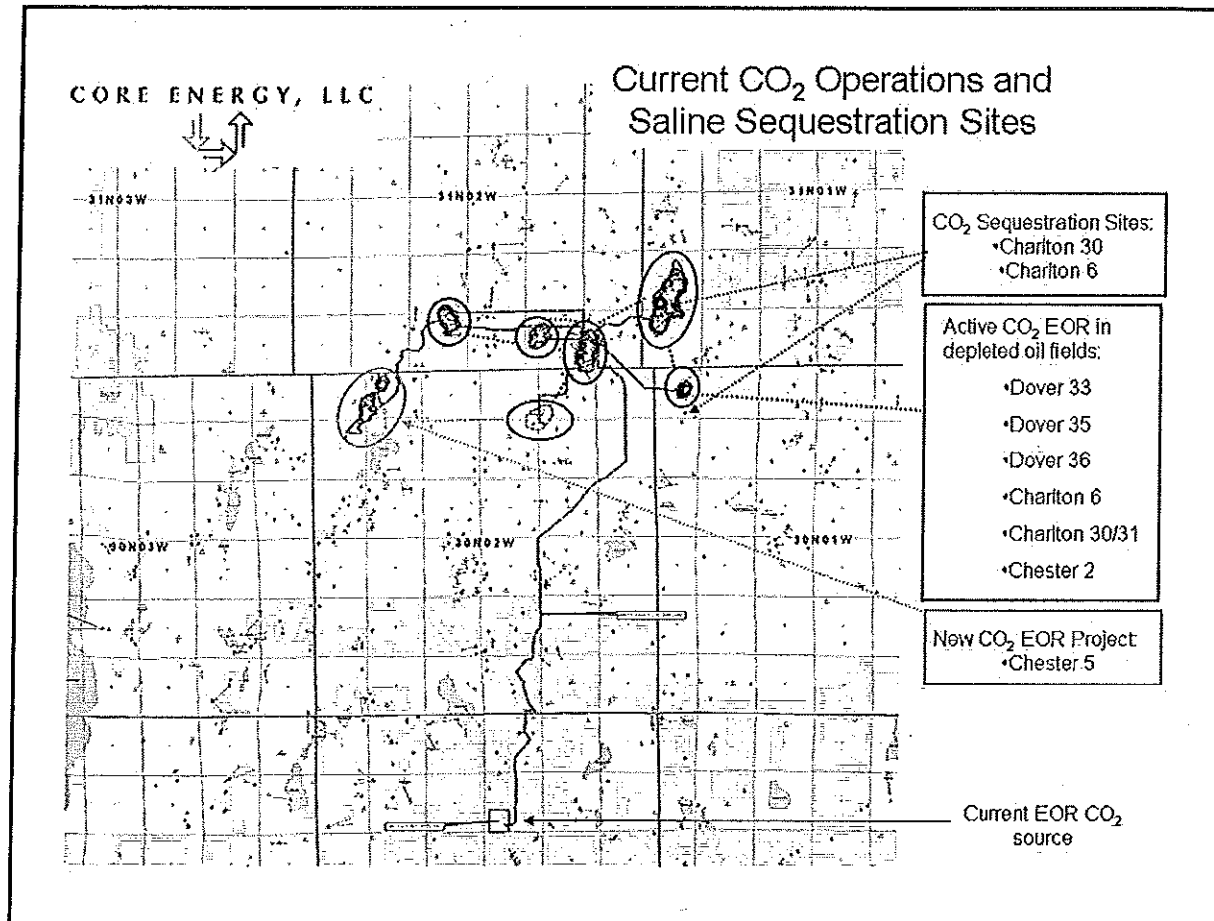 CORE ENERGY, LLC
Current CO₂ Operations and
Saline Sequestration Sites
31N03W
31N02W
31N01W
CO₂ Sequestration Sites:
•Charlton 30
•Charlton 6
Active CO₂ EOR in
depleted oil fields:
•Dover 33
•Dover 35
•Dover 36
•Charlton 6
•Charlton 30/31
•Chester 2
30N03W
30N02W
30N01W
New CO₂ EOR Project:
•Chester 5
Current EOR CO₂
source